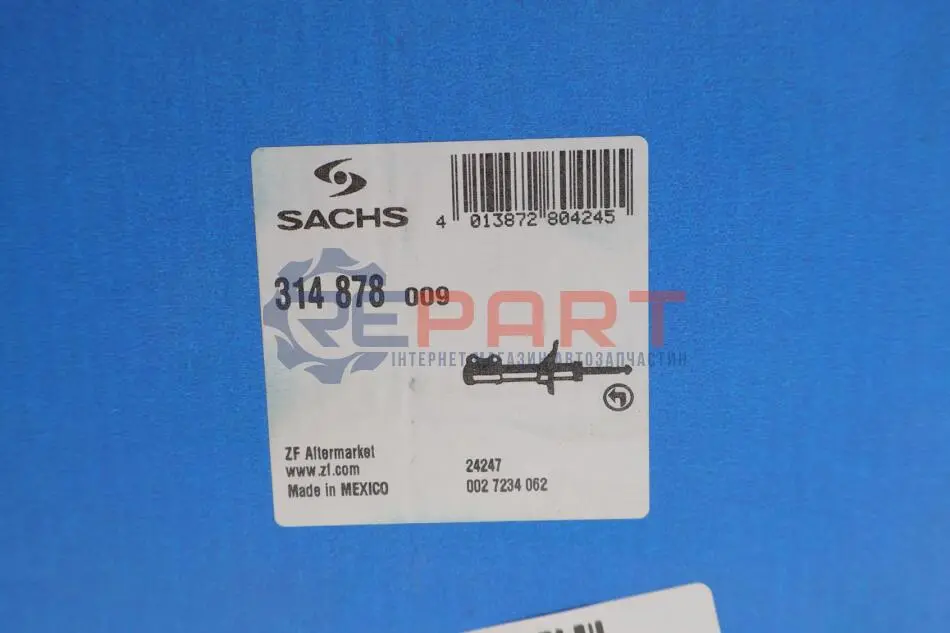 SACHS
4 013872 804245
314 878 009
REPART
ІНТЕРНЕТ МАГАЗИН АВТОЗАПЧАСТИН
ZF Aftermarket
www.zf.com
Made in MEXICO
24247
002 7234 062